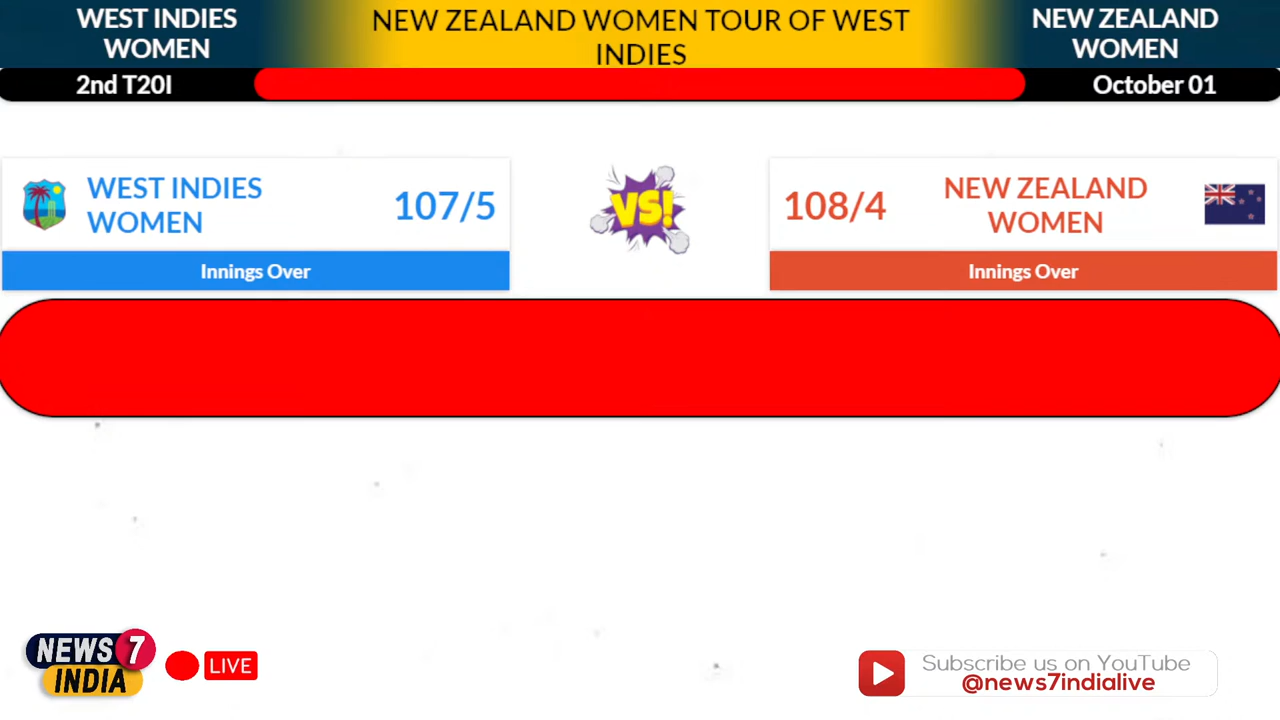 WEST INDIES
WOMEN
NEW ZEALAND WOMEN TOUR OF WEST
INDIES
NEW ZEALAND
WOMEN
2nd T20I
October 01
WEST INDIES
WOMEN
107/5
VS!
108/4
NEW ZEALAND
WOMEN
Innings Over
Innings Over
NEWS 7
INDIA
LIVE
Subscribe us on YouTube
@news7indialive